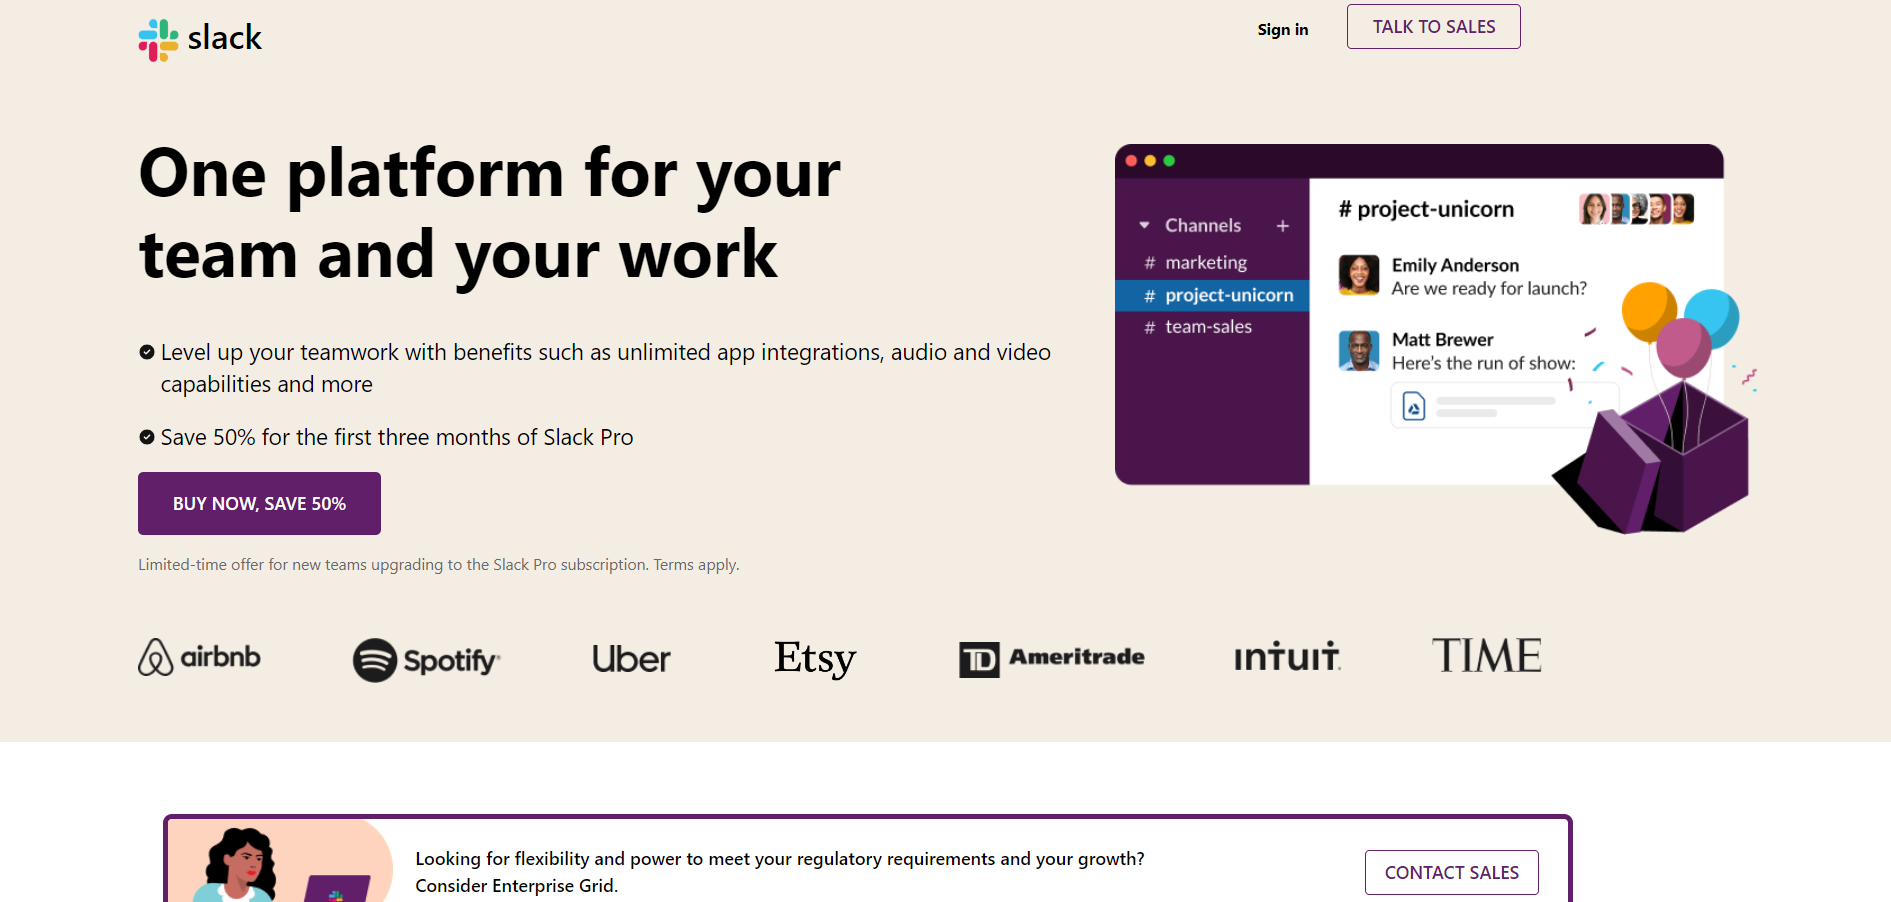 slack
Sign in
TALK TO SALES
One platform for your
team and your work
Level up your teamwork with benefits such as unlimited app integrations, audio and video
capabilities and more
Save 50% for the first three months of Slack Pro
BUY NOW, SAVE 50%
Limited-time offer for new teams upgrading to the Slack Pro subscription. Terms apply.
Channels +
# marketing
# project-unicorn
# team-sales
# project-unicorn
Emily Anderson
Are we ready for launch?
Matt Brewer
Here's the run of show:
airbnb
Spotify
Uber
Etsy
TD Ameritrade
intuit
TIME
Looking for flexibility and power to meet your regulatory requirements and your growth?
Consider Enterprise Grid.
CONTACT SALES